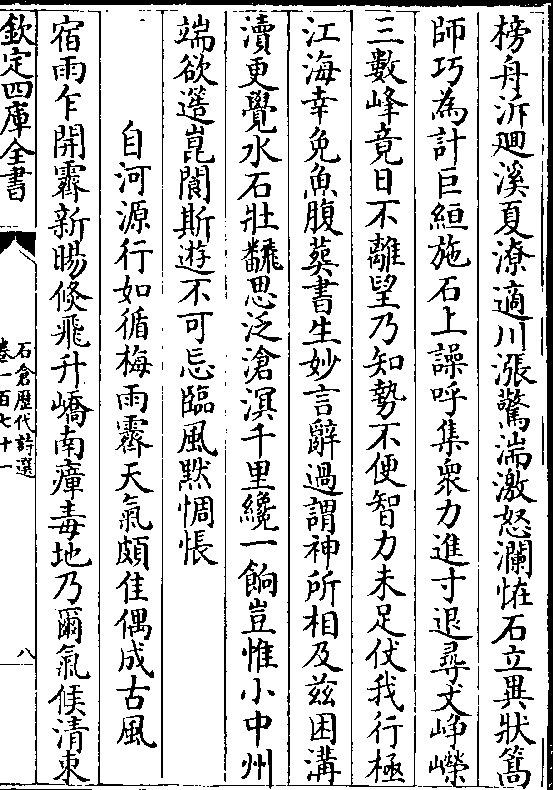 榜舟泝迴溪夏潦適川漲驚湍激怒瀾恠石立異狀篙
師巧為計巨絙施石上譟呼集衆力進寸退尋丈崢嶸
三數峰竟日不離望乃知勢不便智力未足仗我行極
江海幸免魚腹葬書生妙言辭過謂神所相及茲困溝
瀆更覺水石壯飜思泛滄溟千里纔一餉豈惟小中州
端欲遊崑閬斯遊不可忘臨風黙惆悵
自河源行如循梅雨霽天氣頗佳偶成古風
宿雨乍開霽新暘倐飛升嶠南瘴毒地乃爾氣候清東
欽定四庫全書
石倉歷代詩選
卷一百七十一
八